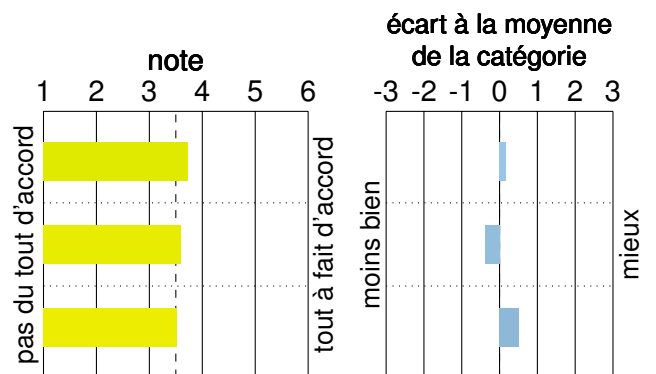 note
1 2 3 4 5 6
pas du tout d'accord
tout à fait d'accord
écart à la moyenne
de la catégorie
-3 -2 -1 0 1 2 3
moins bien
mieux